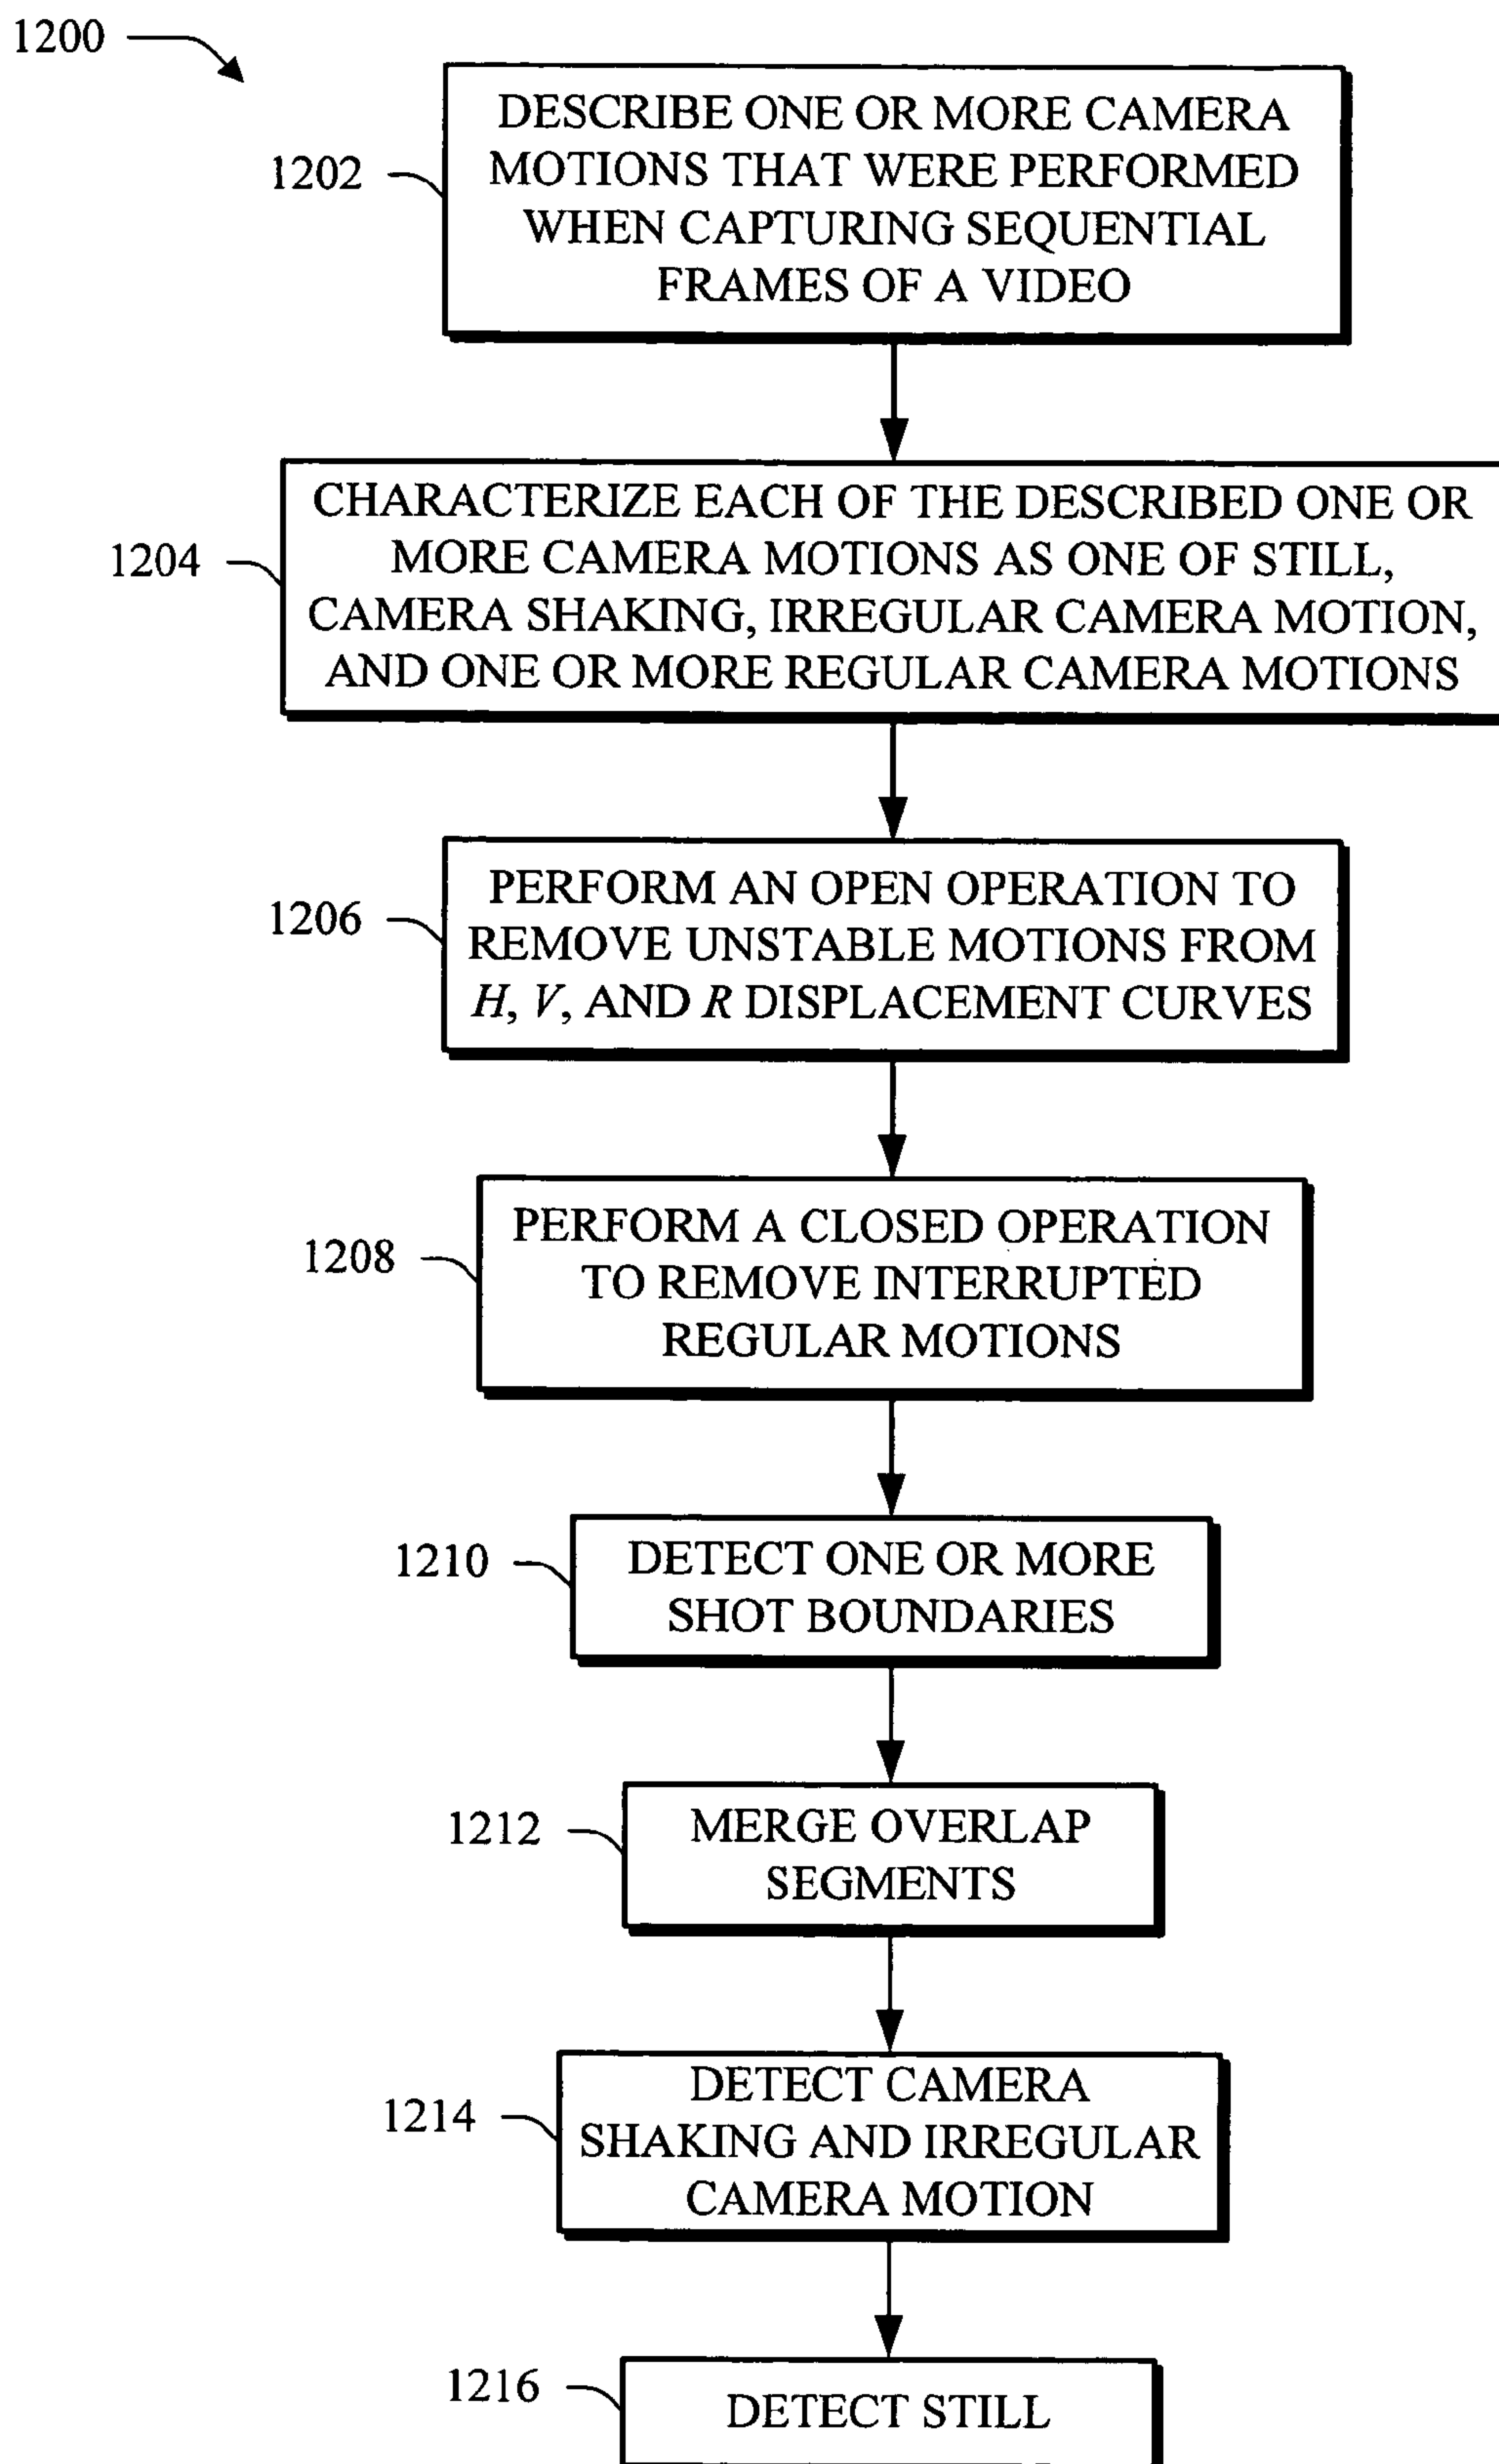 1200
1202
DESCRIBE ONE OR MORE CAMERA
MOTIONS THAT WERE PERFORMED
WHEN CAPTURING SEQUENTIAL
FRAMES OF A VIDEO
1204
CHARACTERIZE EACH OF THE DESCRIBED ONE OR
MORE CAMERA MOTIONS AS ONE OF STILL,
CAMERA SHAKING, IRREGULAR CAMERA MOTION,
AND ONE OR MORE REGULAR CAMERA MOTIONS
1206
PERFORM AN OPEN OPERATION TO
REMOVE UNSTABLE MOTIONS FROM
H, V, AND R DISPLACEMENT CURVES
1208
PERFORM A CLOSED OPERATION
TO REMOVE INTERRUPTED
REGULAR MOTIONS
1210
DETECT ONE OR MORE
SHOT BOUNDARIES
1212
MERGE OVERLAP
SEGMENTS
1214
DETECT CAMERA
SHAKING AND IRREGULAR
CAMERA MOTION
1216
DETECT STILL